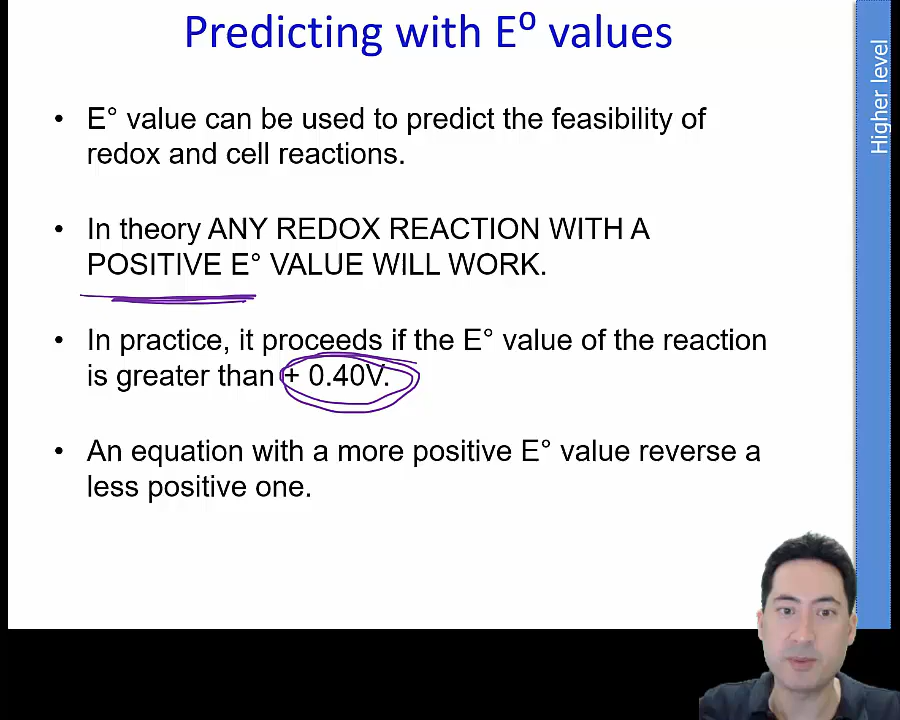 Predicting with E⁰ values
Higher level
• E° value can be used to predict the feasibility of
redox and cell reactions.
• In theory ANY REDOX REACTION WITH A
POSITIVE E° VALUE WILL WORK.
• In practice, it proceeds if the E° value of the reaction
is greater than + 0.40V.
• An equation with a more positive E° value reverse a
less positive one.